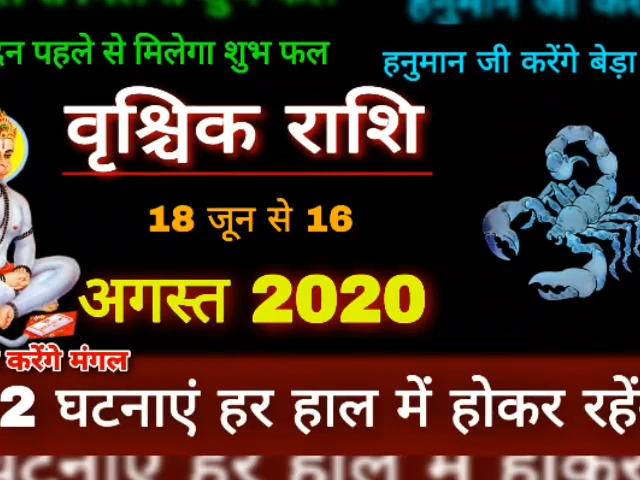 दिन पहले से मिलेगा शुभ फल
हनुमान जी करेंगे बेड़ा
वृश्चिक राशि
18 जून से 16
अगस्त 2020
करेंगे मंगल
2 घटनाएं हर हाल में होकर रहें